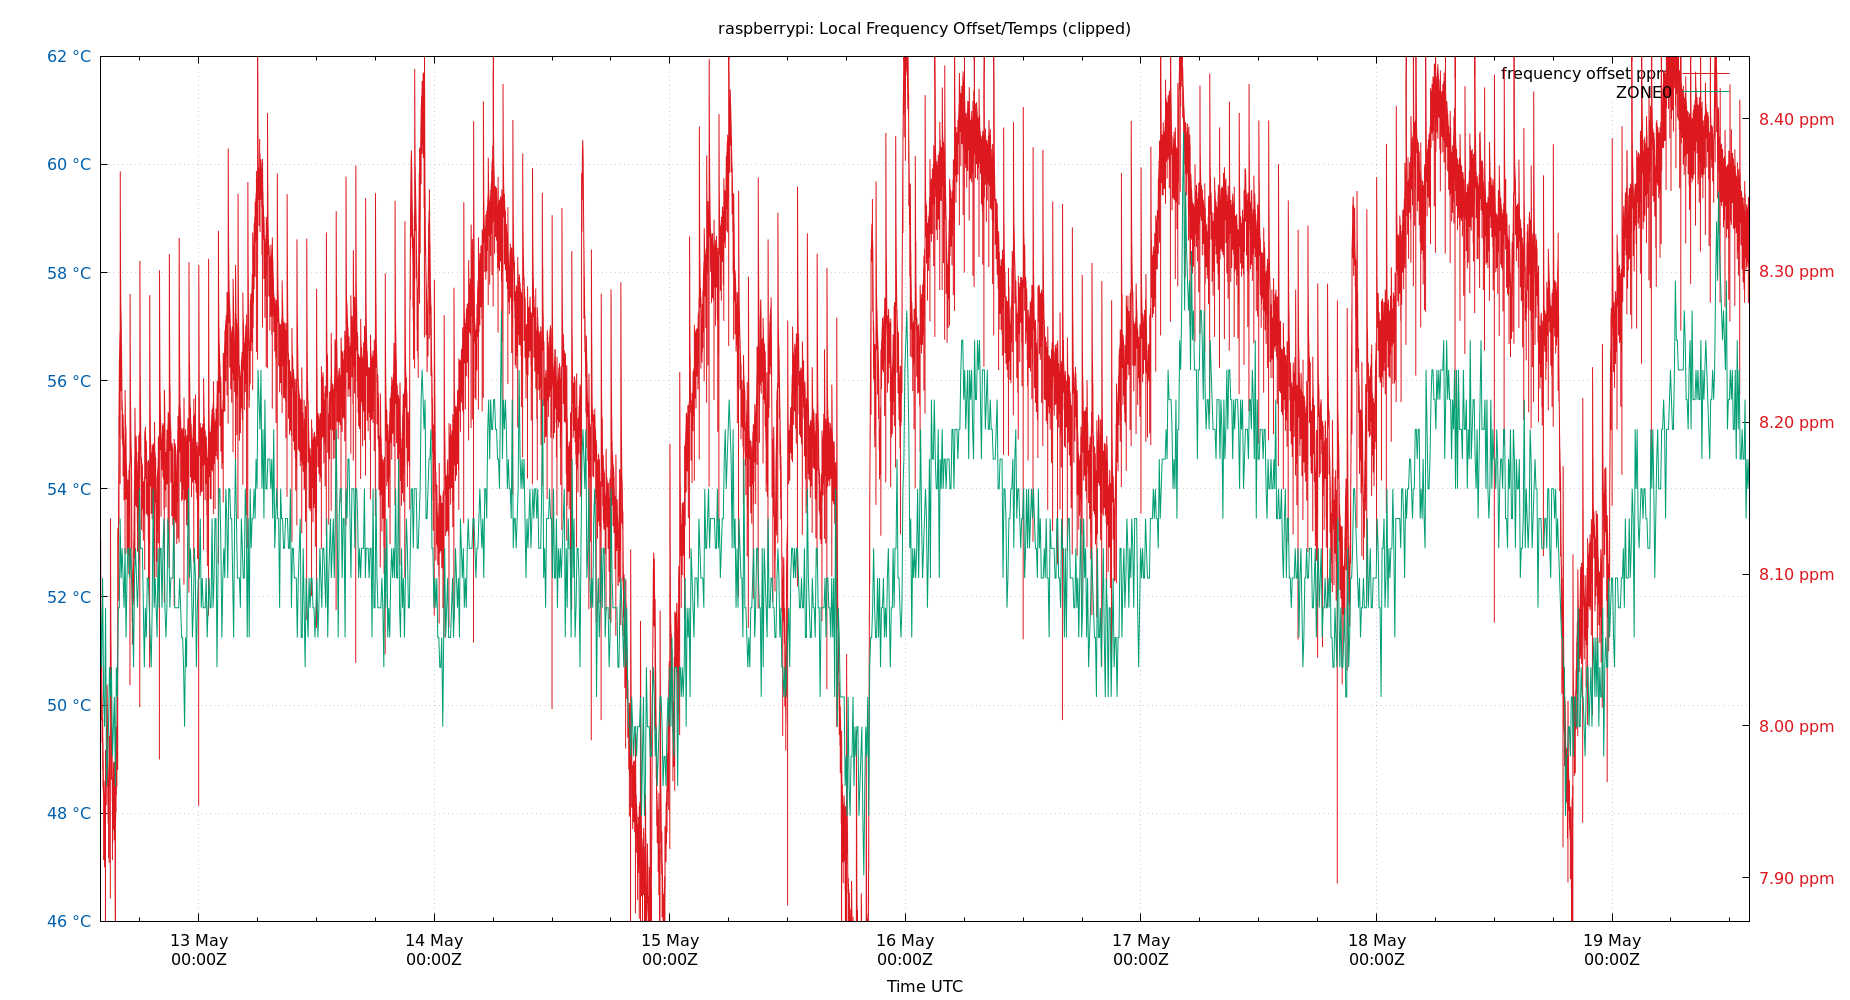 raspberrypi: Local Frequency Offset/Temps (clipped)
62 °C
60 °C
58 °C
56 °C
54 °C
52 °C
50 °C
48 °C
46 °C
frequency offset ppm
ZONE0
8.40 ppm
8.30 ppm
8.20 ppm
8.10 ppm
8.00 ppm
7.90 ppm
13 May
00:00Z
14 May
00:00Z
15 May
00:00Z
16 May
00:00Z
17 May
00:00Z
18 May
00:00Z
19 May
00:00Z
Time UTC